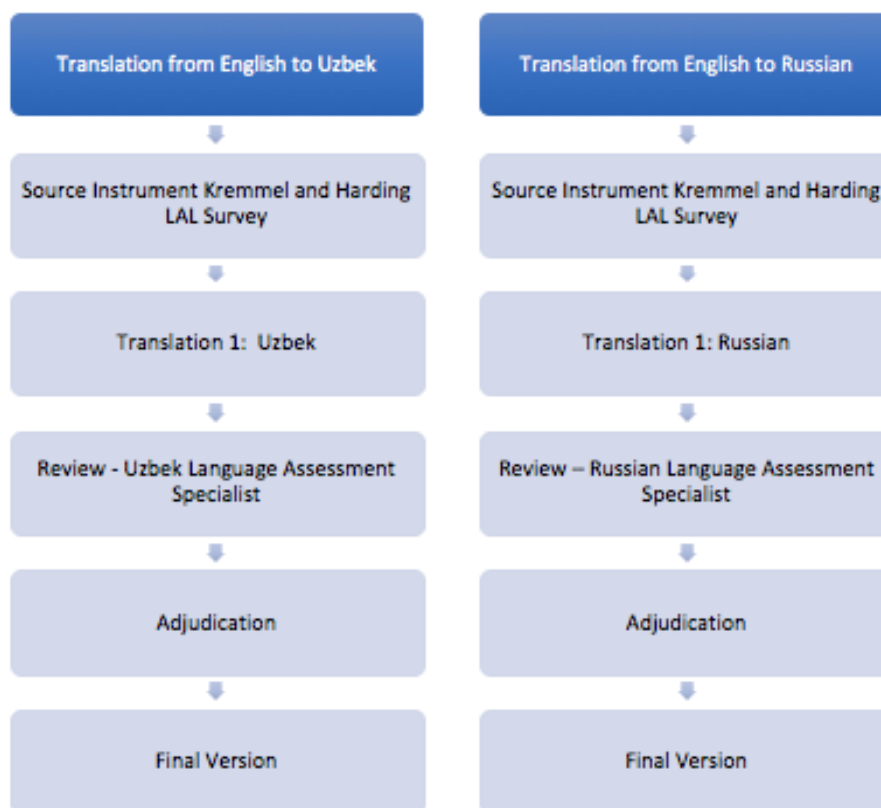 Translation from English to Uzbek
Source Instrument Kremmel and Harding
LAL Survey
Translation 1: Uzbek
Review - Uzbek Language Assessment
Specialist
Adjudication
Final Version
Translation from English to Russian
Source Instrument Kremmel and Harding
LAL Survey
Translation 1: Russian
Review – Russian Language Assessment
Specialist
Adjudication
Final Version